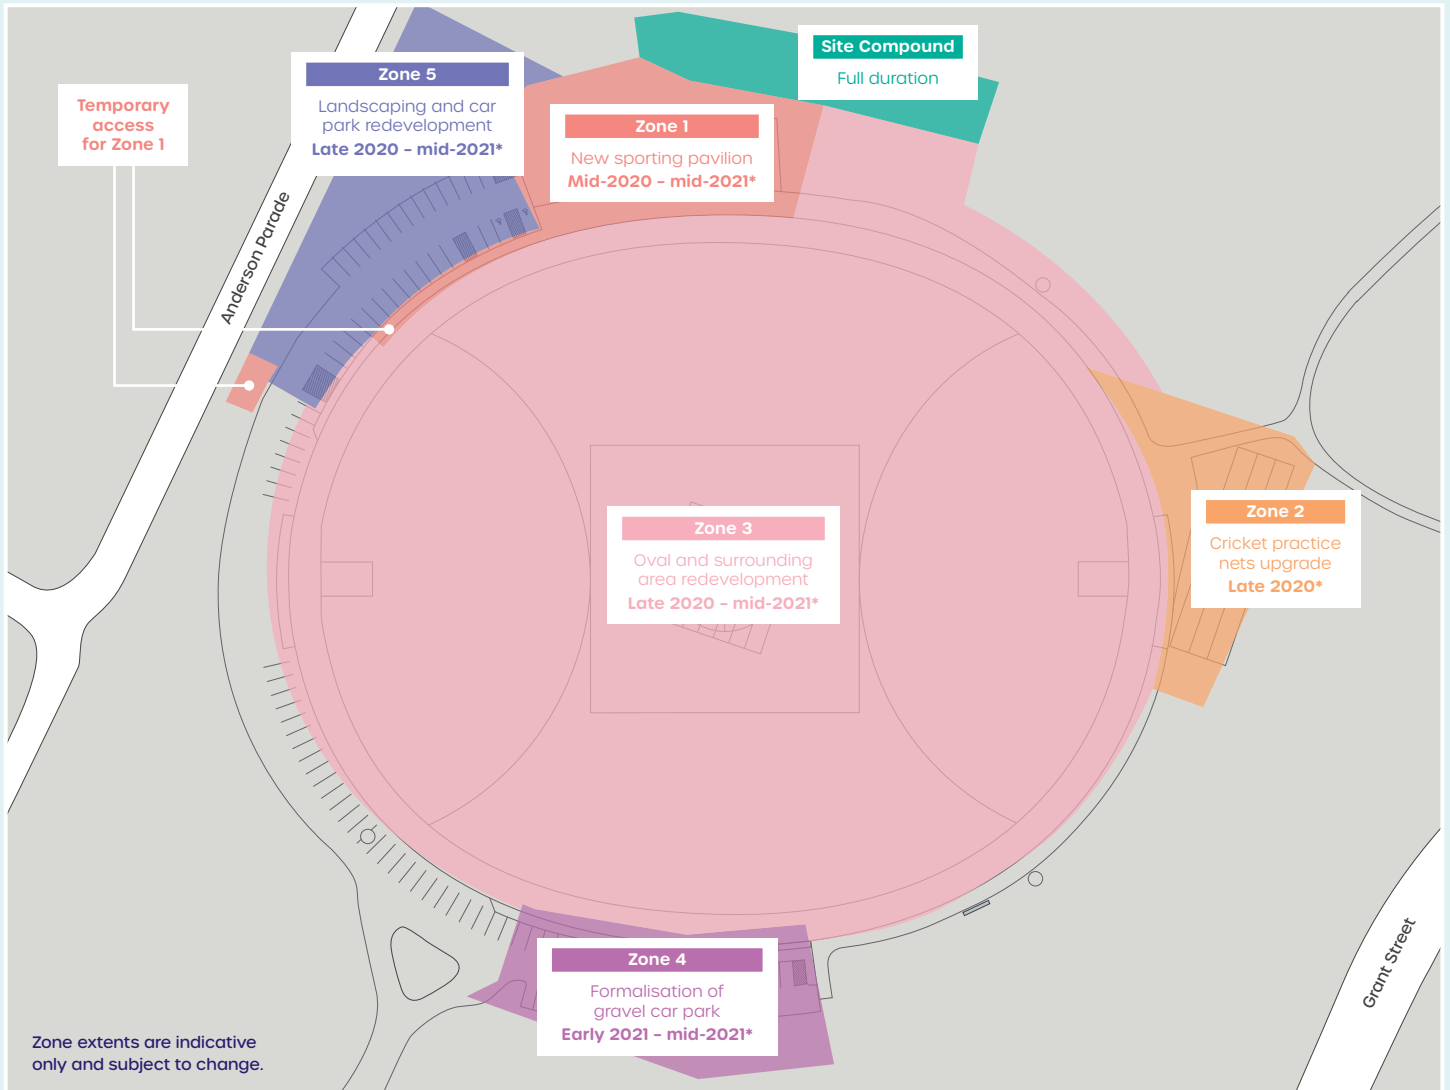 Site Compound
Full duration
Zone 5
Landscaping and car
park redevelopment
Late 2020 – mid-2021*
Temporary
access
for Zone 1
Zone 1
New sporting pavilion
Mid-2020 – mid-2021*
Anderson Parade
Zone 2
Cricket practice
nets upgrade
Late 2020*
Zone 3
Oval and surrounding
area redevelopment
Late 2020 – mid-2021*
Zone 4
Formalisation of
gravel car park
Early 2021 – mid-2021*
Grant Street
Zone extents are indicative
only and subject to change.